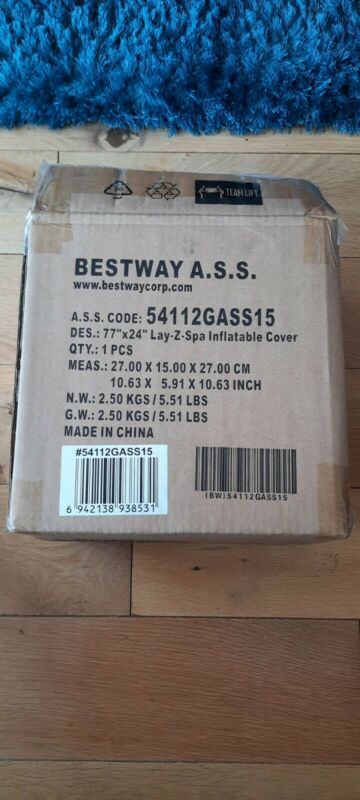 20
TEAM LIFT
BESTWAY A.S.S.
www.bestwaycorp.com
A.S.S. CODE: 54112GASS15
DES.: 77"x24" Lay-Z-Spa Inflatable Cover
QTY.: 1 PCS
MEAS.: 27.00 X 15.00 X 27.00 CM
10.63 X 5.91 X 10.63 INCH
N.W.: 2.50 KGS / 5.51 LBS
G.W.: 2.50 KGS / 5.51 LBS
MADE IN CHINA
#54112GASS15
6 942138 938531
(BW)54112GASS15